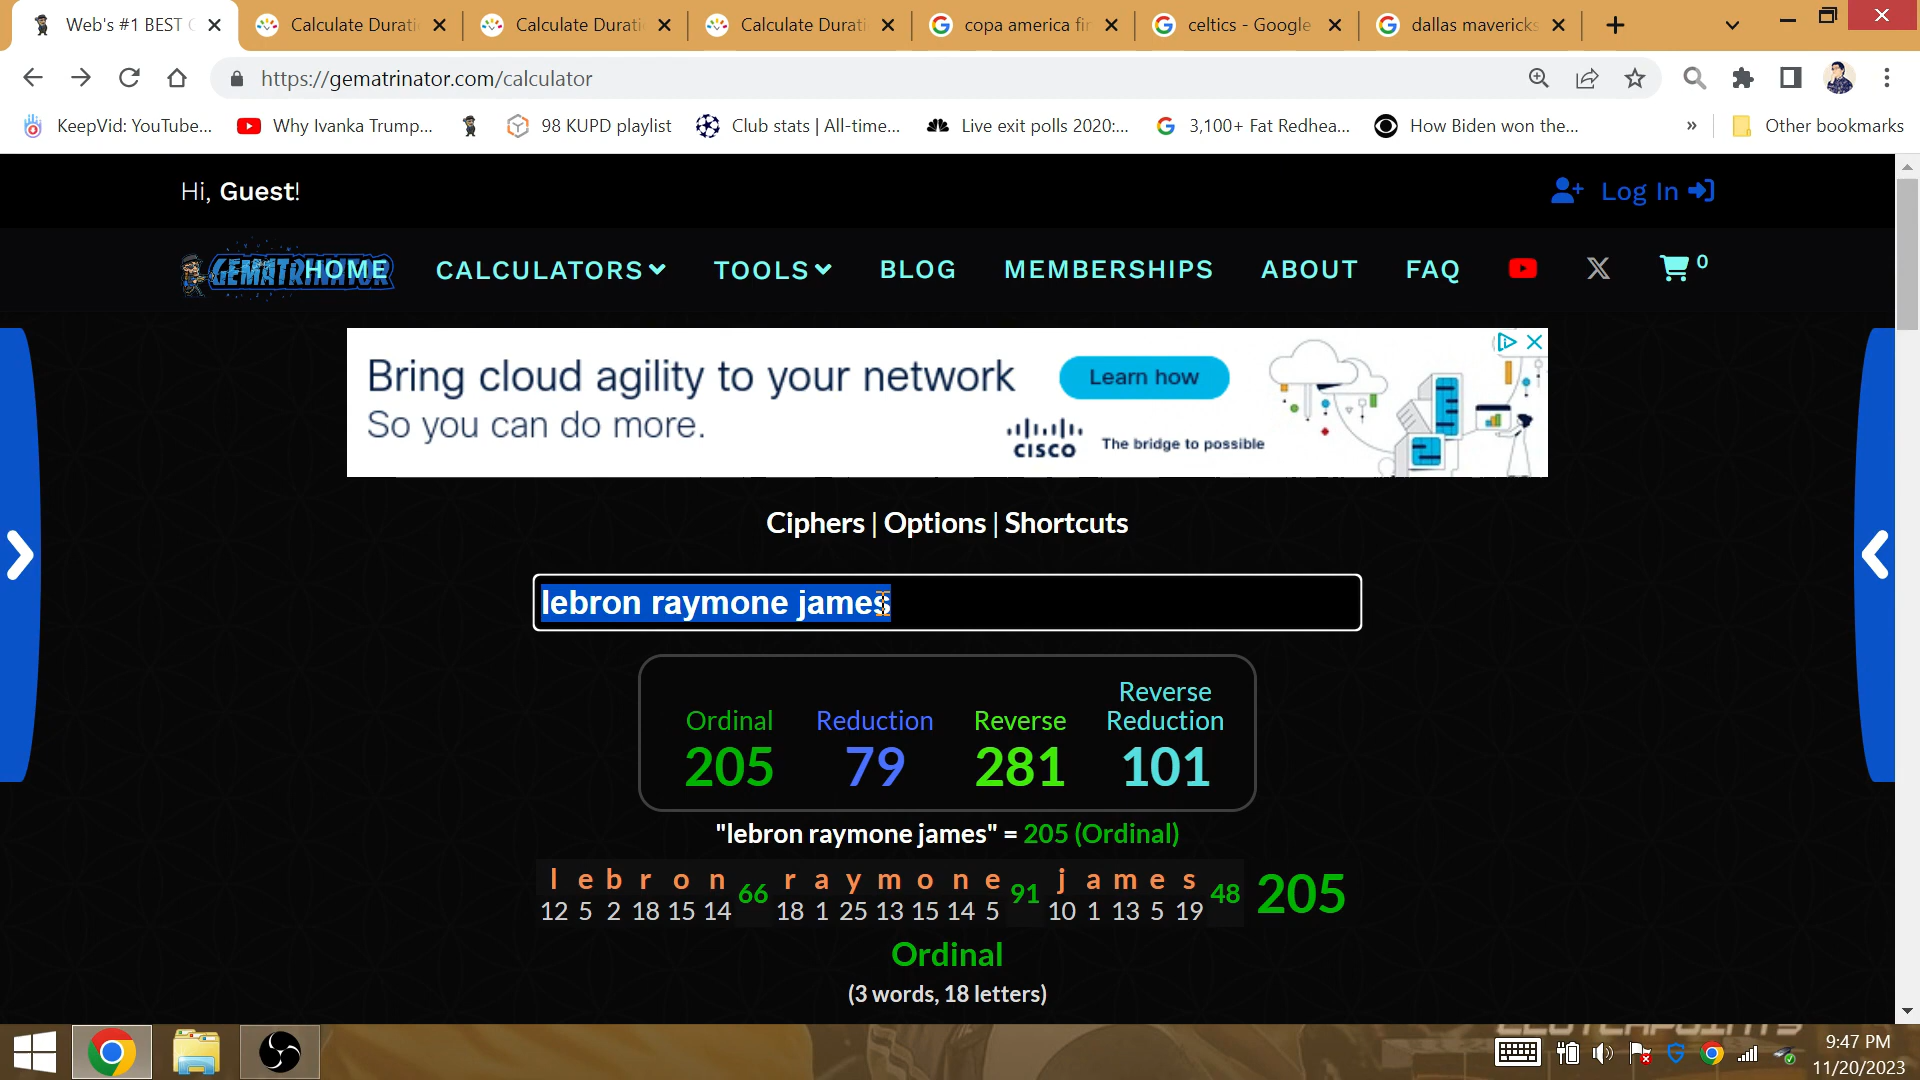 Web's #1 BEST
Calculate Durati
Calculate Durati
Calculate Durati
copa america fin
celtics - Google
dallas mavericks
https://gematrinator.com/calculator
KeepVid: YouTube...
Why Ivanka Trump...
98 KUPD playlist
Club stats | All-time...
Live exit polls 2020:...
3,100+ Fat Redhea...
How Biden won the...
»
Other bookmarks
Hi, Guest!
Log In
GEMATRINATOR
HOME
CALCULATORS
TOOLS
BLOG
MEMBERSHIPS
ABOUT
FAQ
0
Bring cloud agility to your network
So you can do more.
Learn how
CISCO
The bridge to possible
Ciphers | Options | Shortcuts
lebron raymone james
Ordinal
205
Reduction
79
Reverse
281
Reverse
Reduction
101
"lebron raymone james" = 205 (Ordinal)
l e b r o n 66 r a y m o n e 91 j a m e s 48 205
12 5 2 18 15 14 18 1 25 13 15 14 5 10 1 13 5 19
Ordinal
(3 words, 18 letters)
CLUTCHPOINTS
9:47 PM
11/20/2023